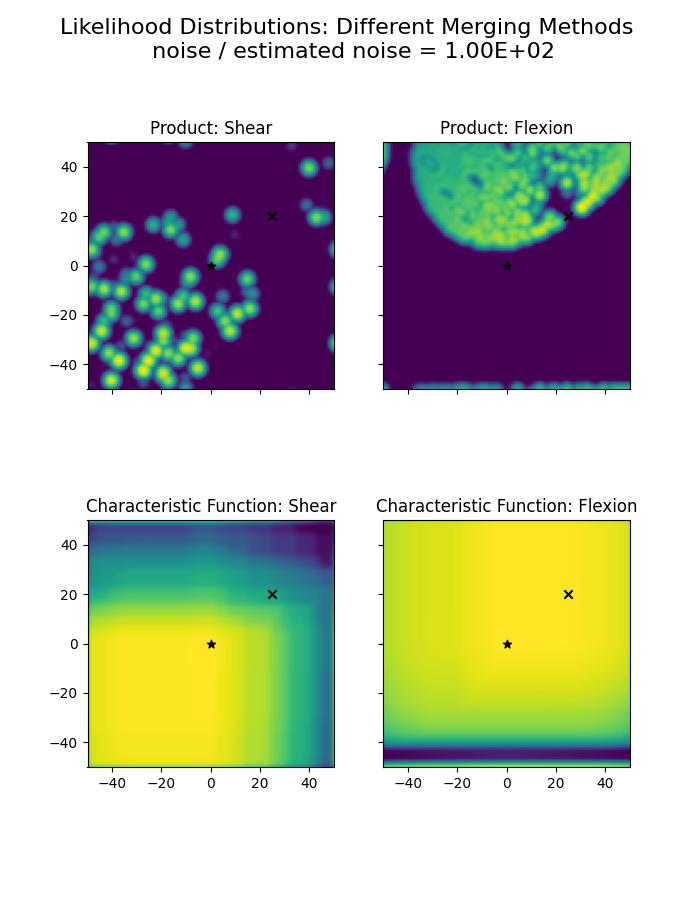 Likelihood Distributions: Different Merging Methods
noise / estimated noise = 1.00E+02
Product: Shear
Product: Flexion
40
20
0
−20
−40
Characteristic Function: Shear
Characteristic Function: Flexion
40
20
0
−20
−40
−40 −20 0 20 40
−40 −20 0 20 40